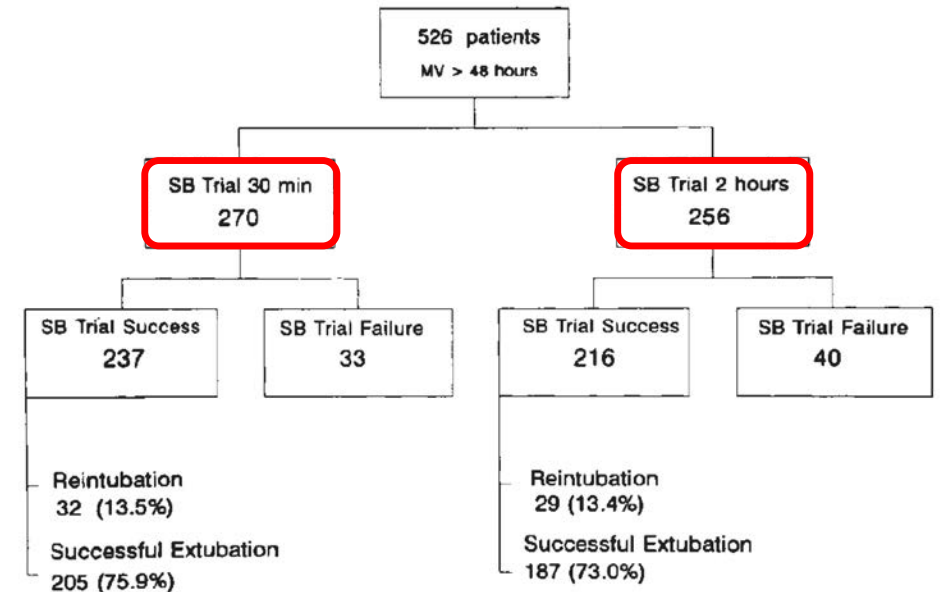 526 patients
MV > 48 hours
SB Trial 30 min
270
SB Trial 2 hours
256
SB Trial Success
237
SB Trial Failure
33
SB Trial Success
216
SB Trial Failure
40
Reintubation
32 (13.5%)
Successful Extubation
205 (75.9%)
Reintubation
29 (13.4%)
Successful Extubation
187 (73.0%)